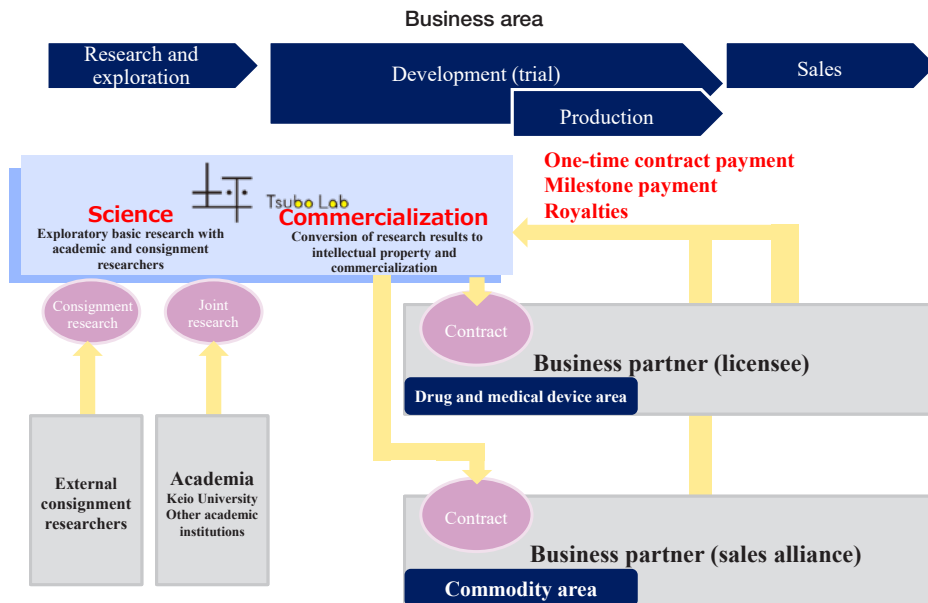 Business area
Research and
exploration
Development (trial)
Sales
Production
One-time contract payment
Milestone payment
Royalties
Tsubo Lab
Science
Exploratory basic research with
academic and consignment
researchers
Commercialization
Conversion of research results to
intellectual property and
commercialization
Consignment
research
Joint
research
Contract
Business partner (licensee)
Drug and medical device area
External
consignment
researchers
Academia
Keio University
Other academic
institutions
Contract
Business partner (sales alliance)
Commodity area